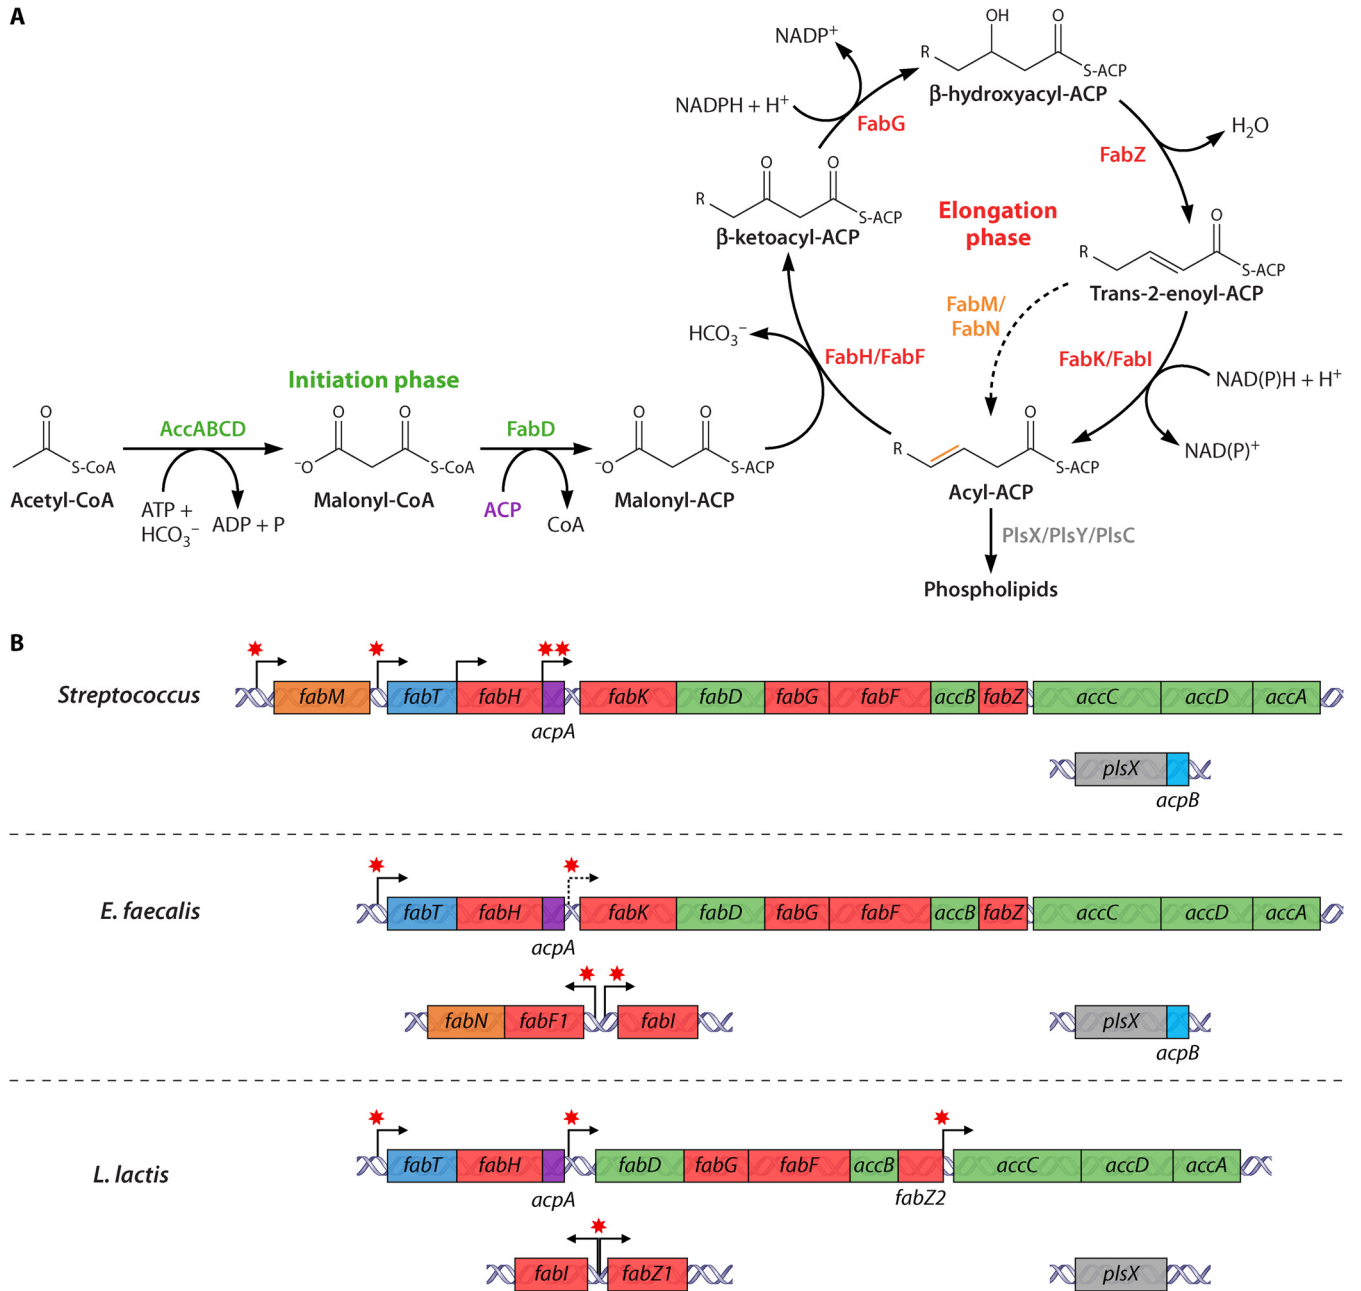 A
OH
O
R
S-ACP
β-hydroxyacyl-ACP
NADP+
NADPH + H+
FabG
FabZ
H2O
O
O
R
S-ACP
β-ketoacyl-ACP
Elongation
phase
O
R
S-ACP
Trans-2-enoyl-ACP
FabM/
FabN
HCO3−
FabH/FabF
FabK/FabI
NAD(P)H + H+
NAD(P)+
Initiation phase
O
S-CoA
Acetyl-CoA
AccABCD
ATP +
HCO3−
ADP + P
O
O
−O
S-CoA
Malonyl-CoA
FabD
ACP
CoA
O
O
−O
S-ACP
Malonyl-ACP
O
R
S-ACP
Acyl-ACP
PlsX/PlsY/PlsC
Phospholipids
B
Streptococcus
fabM
fabT
fabH
acpA
fabK
fabD
fabG
fabF
accB
fabZ
accC
accD
accA
plsX
acpB
E. faecalis
fabT
fabH
acpA
fabK
fabD
fabG
fabF
accB
fabZ
accC
accD
accA
fabN
fabF1
fabI
plsX
acpB
L. lactis
fabT
fabH
acpA
fabD
fabG
fabF
accB
fabZ2
accC
accD
accA
fabI
fabZ1
plsX